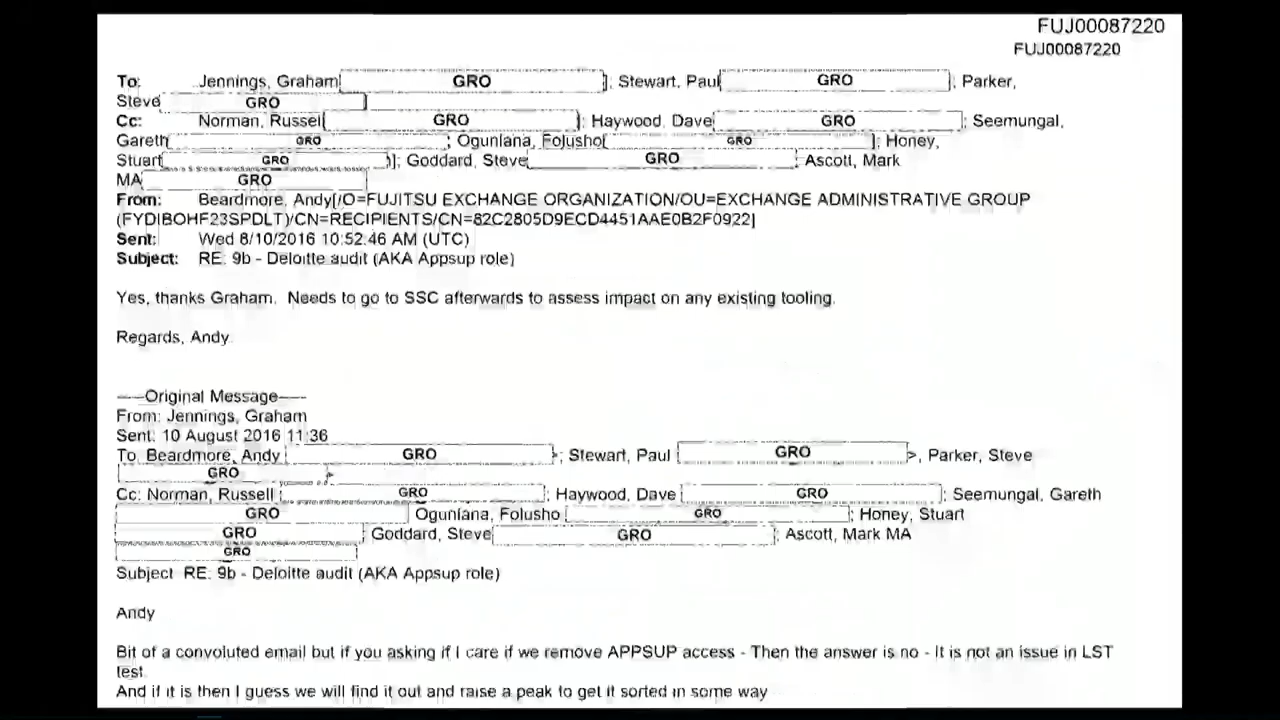 FUJ00087220
FUJ00087220
To: Jennings, Graham[ GRO ]; Stewart, Paul[ GRO ]; Parker,
Steve[ GRO ]
Cc: Norman, Russell[ GRO ]; Haywood, Dave[ GRO ]; Seemungal,
Gareth[ GRO ]; Ogunlana, Folusho[ GRO ]; Honey,
Stuart[ GRO ]; Goddard, Steve[ GRO ]; Ascott, Mark
MA[ GRO ]
From: Beardmore, Andy[/O=FUJITSU EXCHANGE ORGANIZATION/OU=EXCHANGE ADMINISTRATIVE GROUP
(FYDIBOHF23SPDLT)/CN=RECIPIENTS/CN=82C2805D9ECD4451AAE0B2F0922]
Sent: Wed 8/10/2016 10:52:46 AM (UTC)
Subject: RE: 9b - Deloitte audit (AKA Appsup role)
Yes, thanks Graham. Needs to go to SSC afterwards to assess impact on any existing tooling.
Regards, Andy
-----Original Message-----
From: Jennings, Graham
Sent: 10 August 2016 11:36
To: Beardmore, Andy GRO >; Stewart, Paul GRO >; Parker, Steve
GRO >
Cc: Norman, Russell GRO ; Haywood, Dave GRO ; Seemungal, Gareth
GRO Ogunlana, Folusho GRO ; Honey, Stuart
GRO ; Goddard, Steve GRO ; Ascott, Mark MA
GRO
Subject: RE: 9b - Deloitte audit (AKA Appsup role)
Andy
Bit of a convoluted email but if you asking if I care if we remove APPSUP access - Then the answer is no - It is not an issue in LST
test.
And if it is then I guess we will find it out and raise a peak to get it sorted in some way